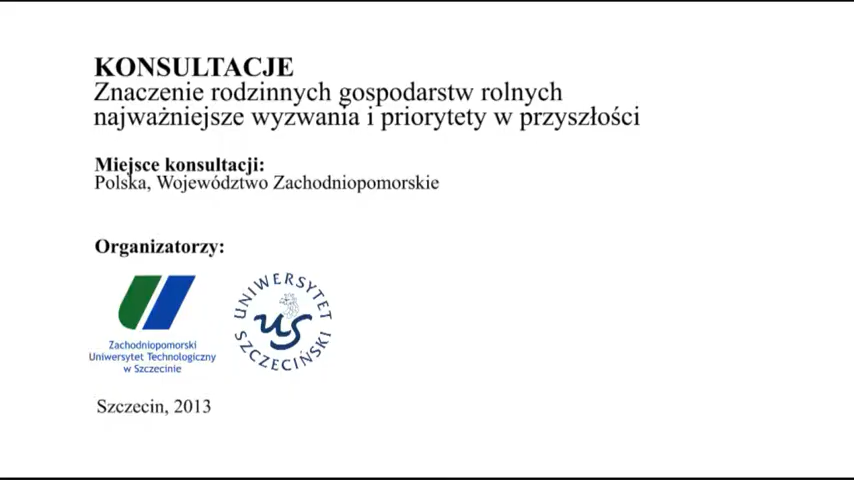 KONSULTACJE
Znaczenie rodzinnych gospodarstw rolnych
najważniejsze wyzwania i priorytety w przyszłości
Miejsce konsultacji:
Polska, Województwo Zachodniopomorskie
Organizatorzy:
Zachodniopomorski
Uniwersytet Technologiczny
w Szczecinie
UNIWERSYTET
SZCZECIŃSKI
us
Szczecin, 2013